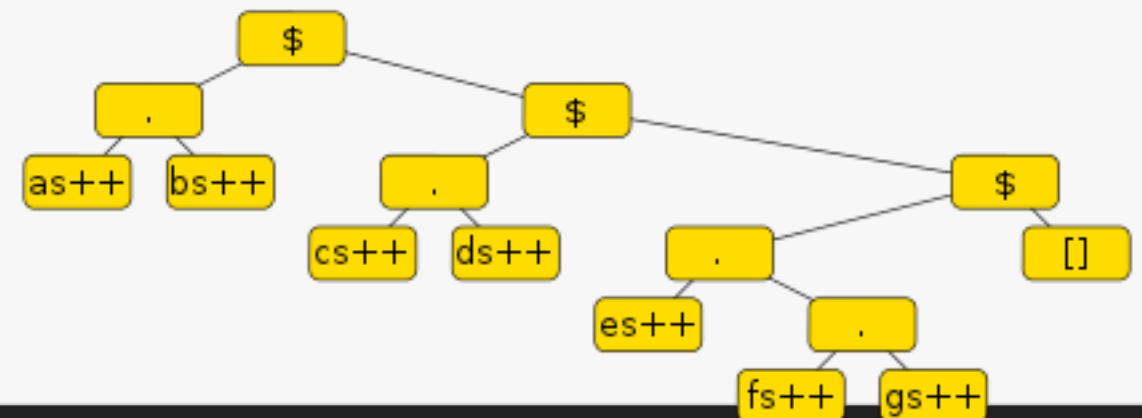 $
. $
as++ bs++ . $
cs++ ds++ . []
es++ .
fs++ gs++